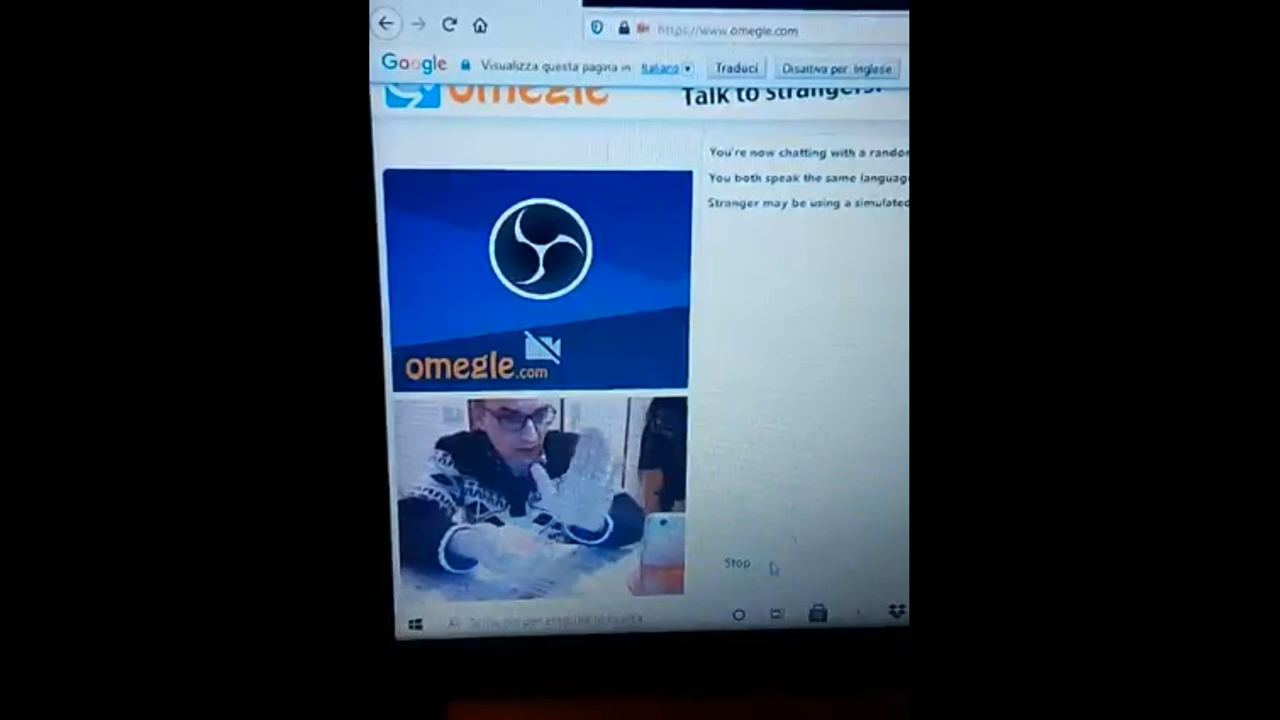 https://www.omegle.com
Google Visualizza questa pagina in: Italiano Traduci Disattiva per: Inglese
omegle Talk to strangers!
You're now chatting with a random
You both speak the same language
Stranger may be using a simulated
omegle.com
Stop